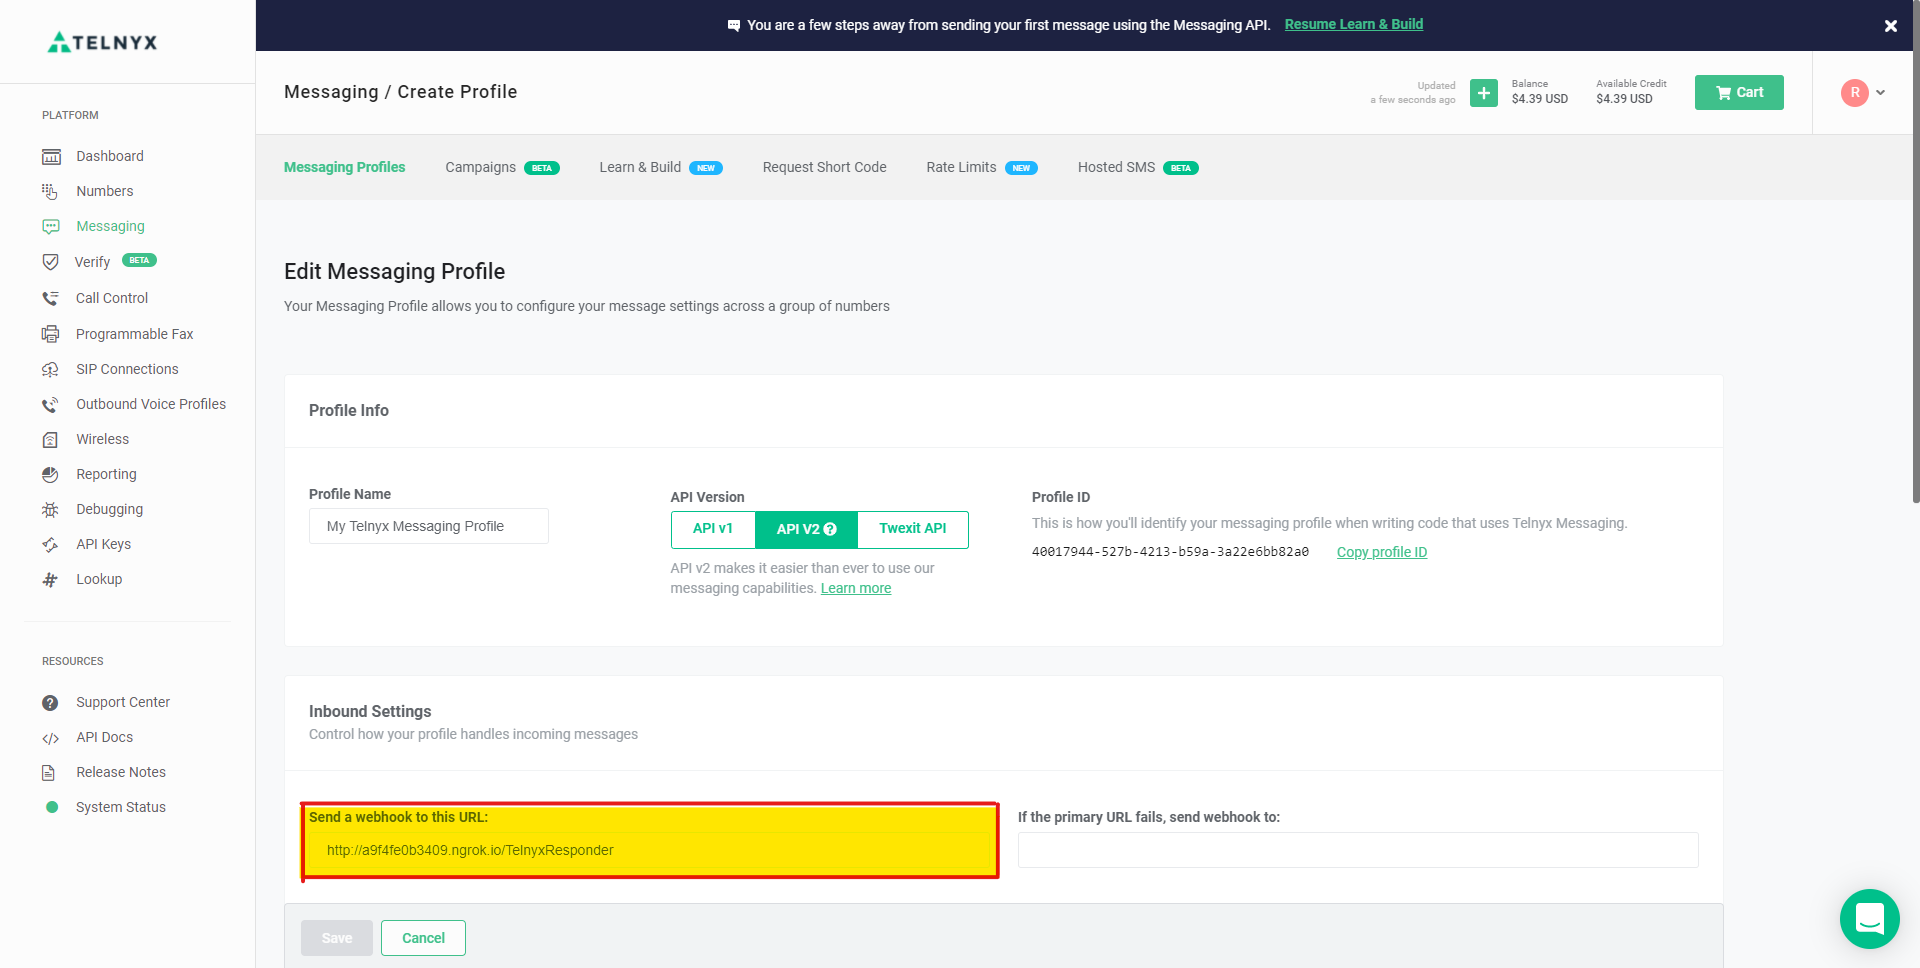 You are a few steps away from sending your first message using the Messaging API. Resume Learn & Build
TELNYX
Messaging / Create Profile
Updated
a few seconds ago
Balance
$4.39 USD
Available Credit
$4.39 USD
Cart
R
PLATFORM
Dashboard
Numbers
Messaging
Verify BETA
Call Control
Programmable Fax
SIP Connections
Outbound Voice Profiles
Wireless
Reporting
Debugging
API Keys
Lookup
RESOURCES
Support Center
API Docs
Release Notes
System Status
Messaging Profiles Campaigns BETA Learn & Build NEW Request Short Code Rate Limits NEW Hosted SMS BETA
Edit Messaging Profile
Your Messaging Profile allows you to configure your message settings across a group of numbers
Profile Info
Profile Name
My Telnyx Messaging Profile
API Version
API v1 API V2 ? Twexit API
API v2 makes it easier than ever to use our
messaging capabilities. Learn more
Profile ID
This is how you'll identify your messaging profile when writing code that uses Telnyx Messaging.
40017944-527b-4213-b59a-3a22e6bb82a0 Copy profile ID
Inbound Settings
Control how your profile handles incoming messages
Send a webhook to this URL:
http://a9f4fe0b3409.ngrok.io/TelnyxResponder
If the primary URL fails, send webhook to:
Save Cancel